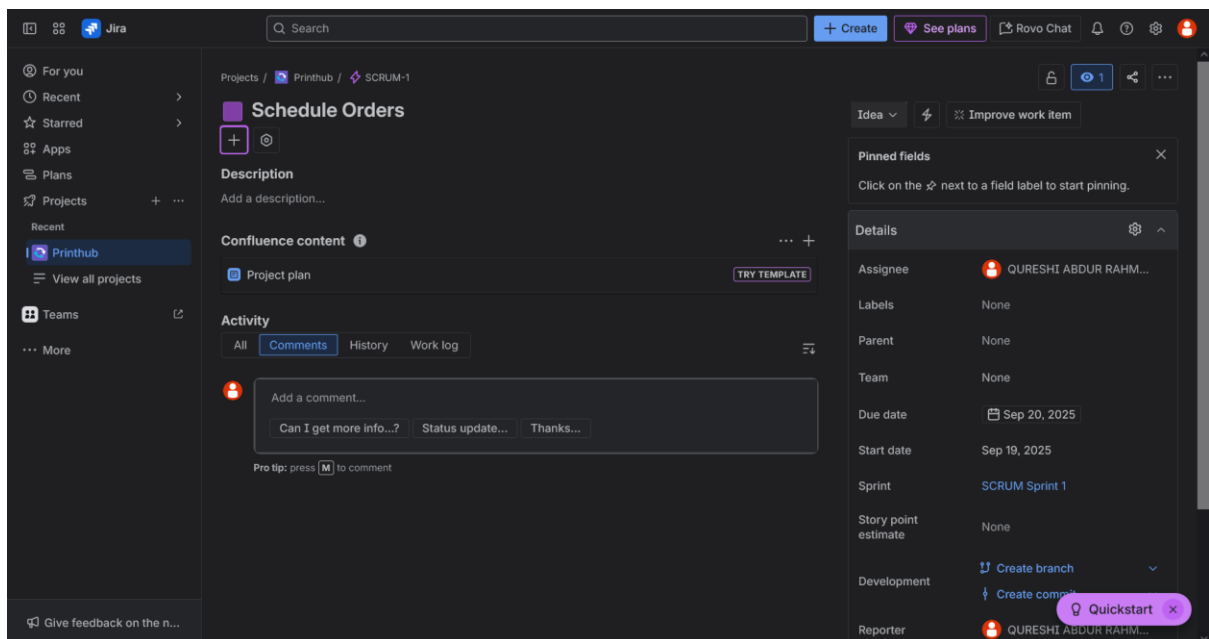 Jira
Search
+ Create
See plans
Rovo Chat
For you
Recent
Starred
Apps
Plans
Projects
Recent
Printhub
View all projects
Teams
More
Give feedback on the n...
Projects / Printhub / SCRUM-1
1
Schedule Orders
Description
Add a description...
Confluence content
Project plan
TRY TEMPLATE
Activity
All Comments History Work log
Add a comment...
Can I get more info...? Status update... Thanks...
Pro tip: press M to comment
Idea
Improve work item
Pinned fields
Click on the next to a field label to start pinning.
Details
Assignee QURESHI ABDUR RAHM...
Labels None
Parent None
Team None
Due date Sep 20, 2025
Start date Sep 19, 2025
Sprint SCRUM Sprint 1
Story point
estimate
None
Development
Create branch
Create commit
Quickstart
Reporter QURESHI ABDUR RAHM...